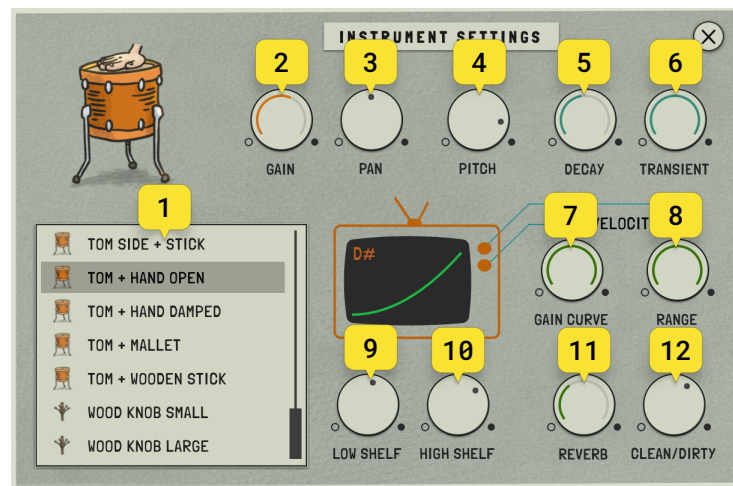 INSTRUMENT SETTINGS
2
3
4
5
6
GAIN
PAN
PITCH
DECAY
TRANSIENT
1
TOM SIDE + STICK
TOM + HAND OPEN
TOM + HAND DAMPED
TOM + MALLET
TOM + WOODEN STICK
WOOD KNOB SMALL
WOOD KNOB LARGE
D#
7
VELOCIT
8
GAIN CURVE
RANGE
9
10
11
12
LOW SHELF
HIGH SHELF
REVERB
CLEAN/DIRTY